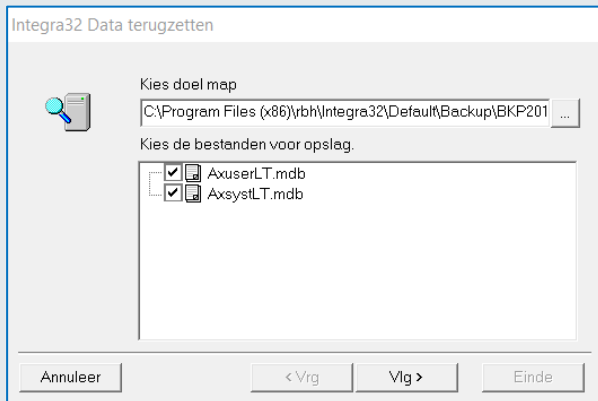 Integra32 Data terugzetten
Kies doel map
C:\Program Files (x86)\rbh\Integra32\Default\Backup\BKP201 ...
Kies de bestanden voor opslag.
AxuserLT.mdb
AxsystLT.mdb
Annuleer < Vrg Vlg > Einde